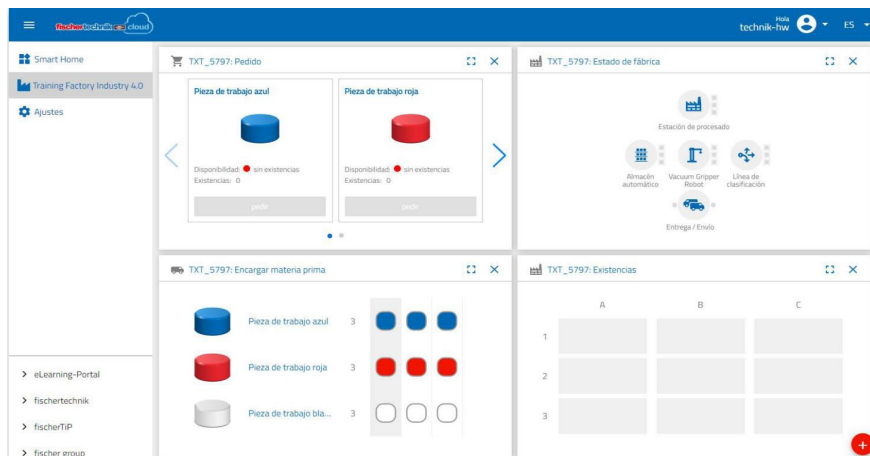 fischertechnik cloud
Hola
technik-hw
ES
Smart Home
Training Factory Industry 4.0
Ajustes
eLearning-Portal
fischertechnik
fischerTiP
fischer group
TXT_5797: Pedido
Pieza de trabajo azul
Disponibilidad: sin existencias
Existencias: 0
pedir
Pieza de trabajo roja
Disponibilidad: sin existencias
Existencias: 0
pedir
TXT_5797: Estado de fábrica
Estación de procesado
Almacén
automático
Vacuum Gripper
Robot
Línea de
clasificación
Entrega / Envío
TXT_5797: Encargar materia prima
Pieza de trabajo azul 3
Pieza de trabajo roja 3
Pieza de trabajo bla... 3
TXT_5797: Existencias
A B C
1
2
3